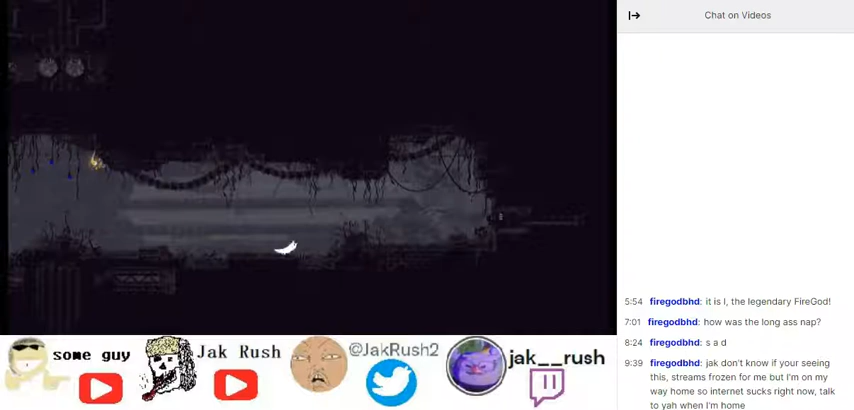 Chat on Videos
5:54 firegodbhd: it is I, the legendary FireGod!
7:01 firegodbhd: how was the long ass nap?
8:24 firegodbhd: s a d
9:39 firegodbhd: jak don't know if your seeing
this, streams frozen for me but I'm on my
way home so internet sucks right now, talk
to yah when I'm home
some guy
Jak Rush
@JakRush2
jak__rush